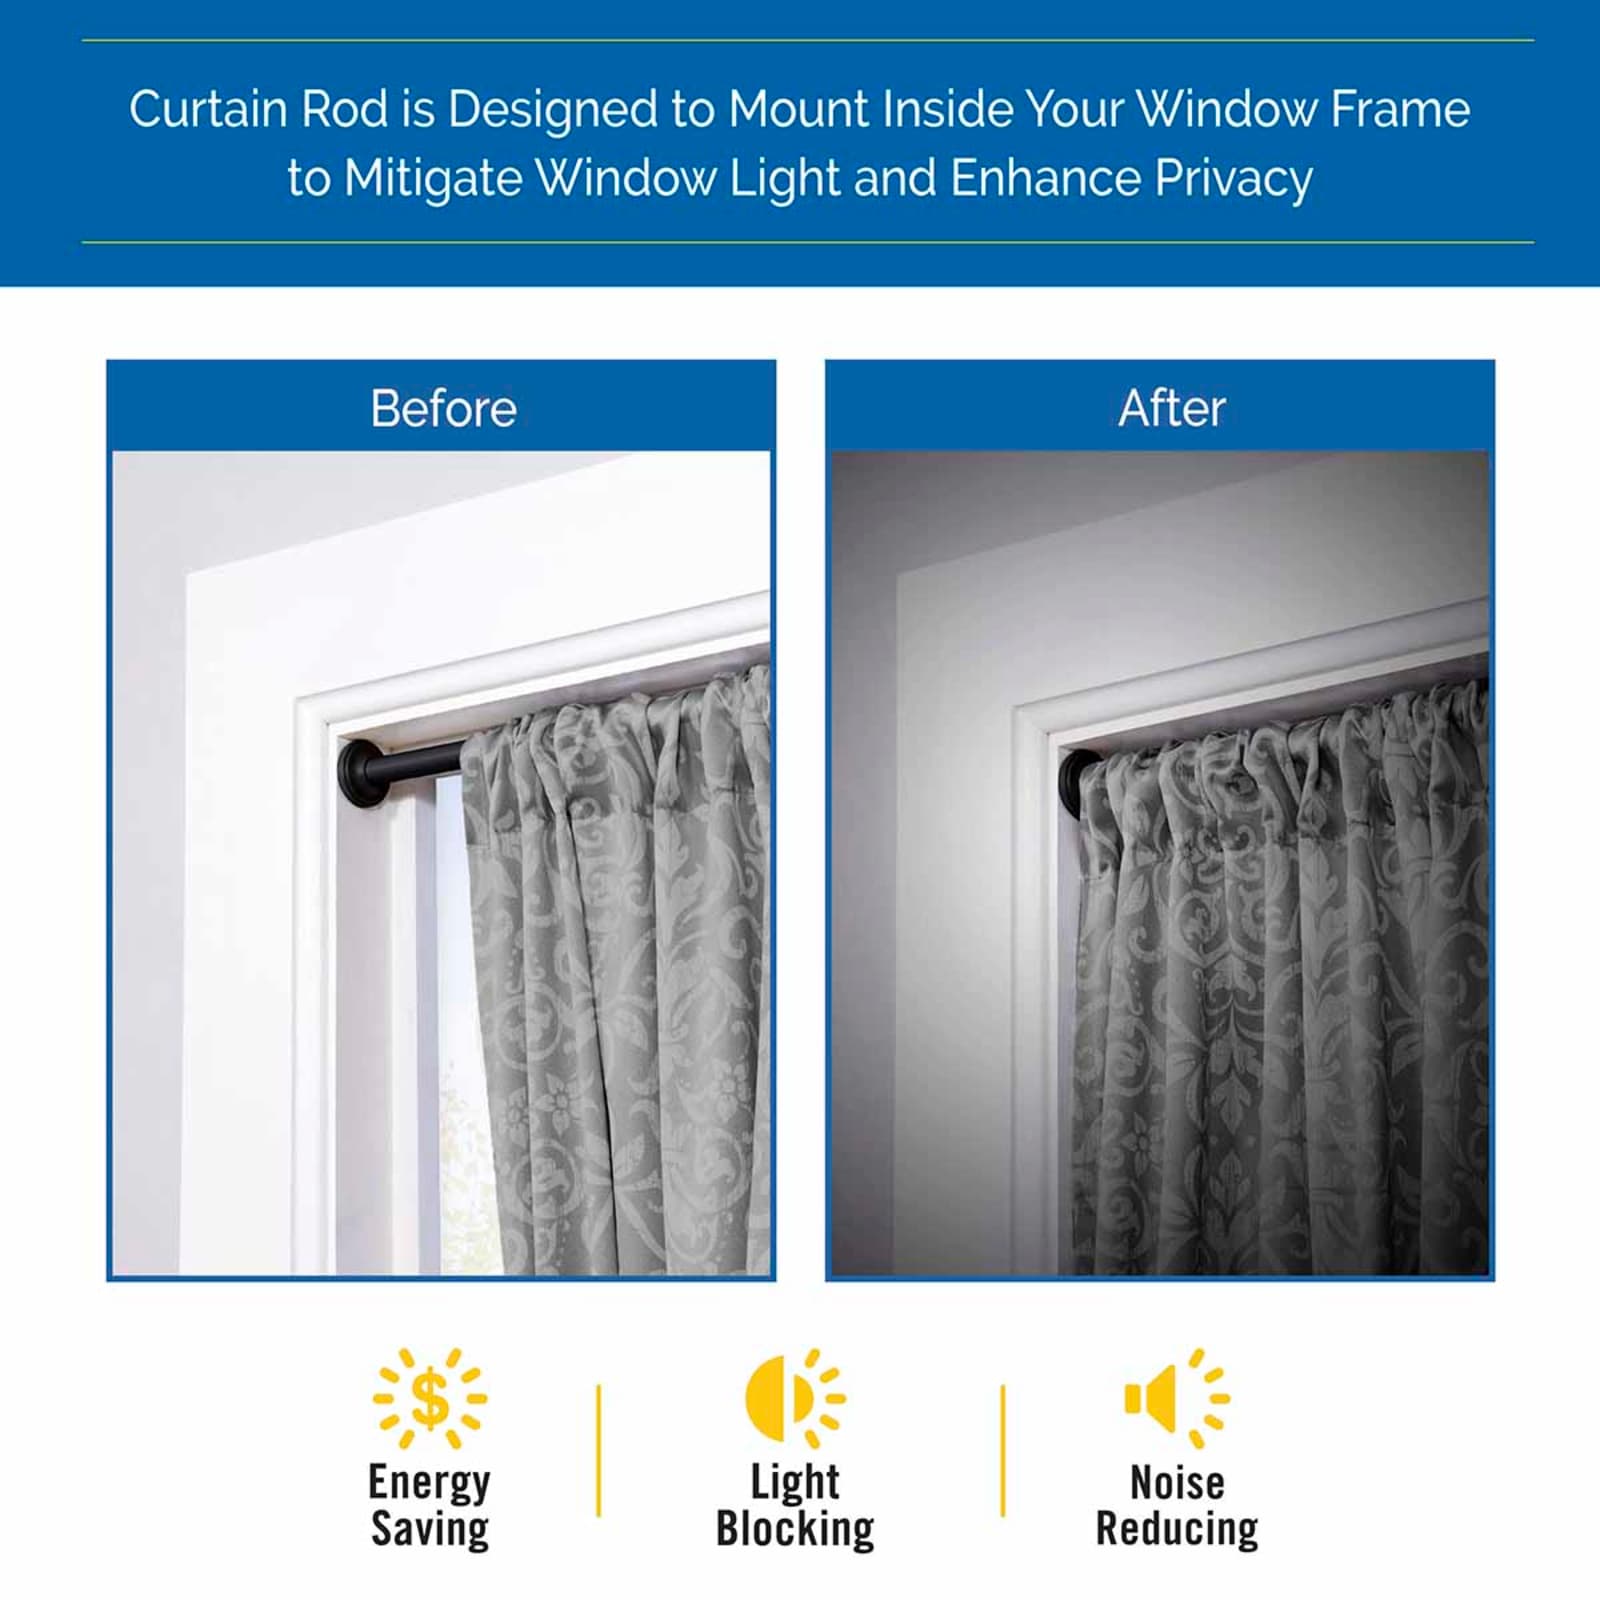 Curtain Rod is Designed to Mount Inside Your Window Frame
to Mitigate Window Light and Enhance Privacy
Before
After
$
Energy
Saving
Light
Blocking
Noise
Reducing